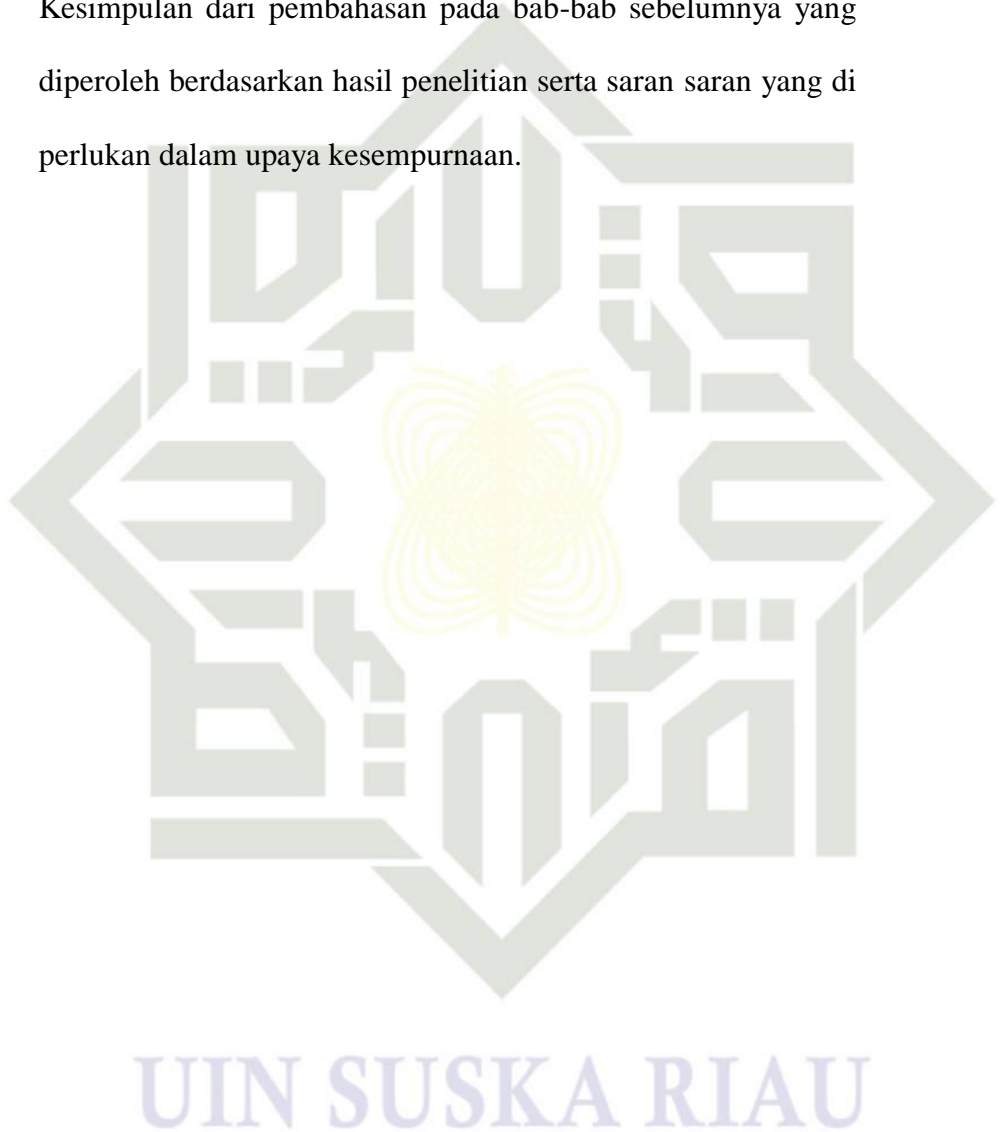 Kesimpulan dari pembahasan pada bab-bab sebelumnya yang
diperoleh berdasarkan hasil penelitian serta saran saran yang di
perlukan dalam upaya kesempurnaan.
UIN SUSKA RIAU